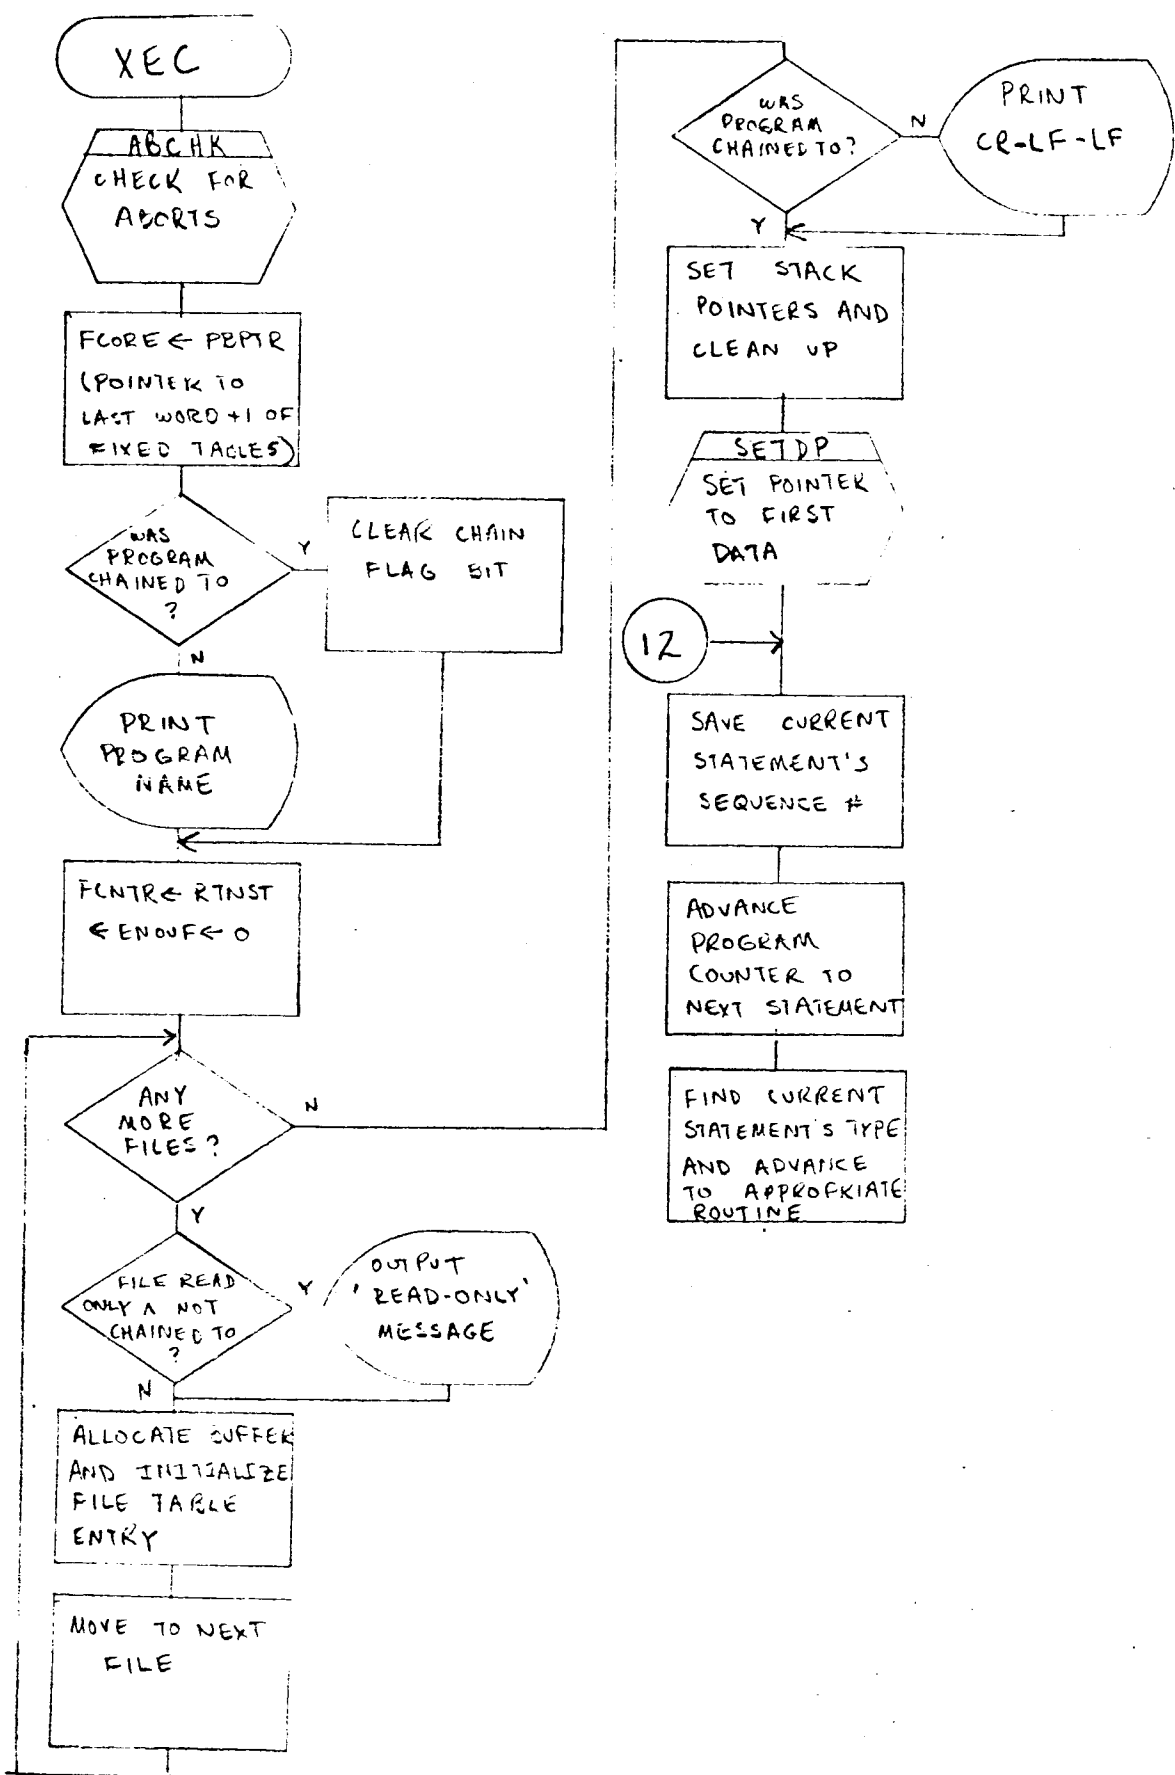 XEC
ABCHK
CHECK FOR
ABORTS
FCORE ← PBPTR
(POINTER TO
LAST WORD +1 OF
FIXED TABLES)
WAS
PROGRAM
CHAINED TO
?
Y
CLEAR CHAIN
FLAG BIT
N
PRINT
PROGRAM
NAME
FCNTR ← RTNST
← ENOUF ← 0
ANY
MORE
FILES?
N
Y
FILE READ
ONLY ∧ NOT
CHAINED TO
?
Y
OUTPUT
'READ-ONLY'
MESSAGE
N
ALLOCATE BUFFER
AND INITIALIZE
FILE TABLE
ENTRY
MOVE TO NEXT
FILE
WAS
PROGRAM
CHAINED TO?
N
PRINT
CR-LF-LF
Y
SET STACK
POINTERS AND
CLEAN UP
SETDP
SET POINTER
TO FIRST
DATA
12
SAVE CURRENT
STATEMENT'S
SEQUENCE #
ADVANCE
PROGRAM
COUNTER TO
NEXT STATEMENT
FIND CURRENT
STATEMENT'S TYPE
AND ADVANCE
TO APPROPRIATE
ROUTINE